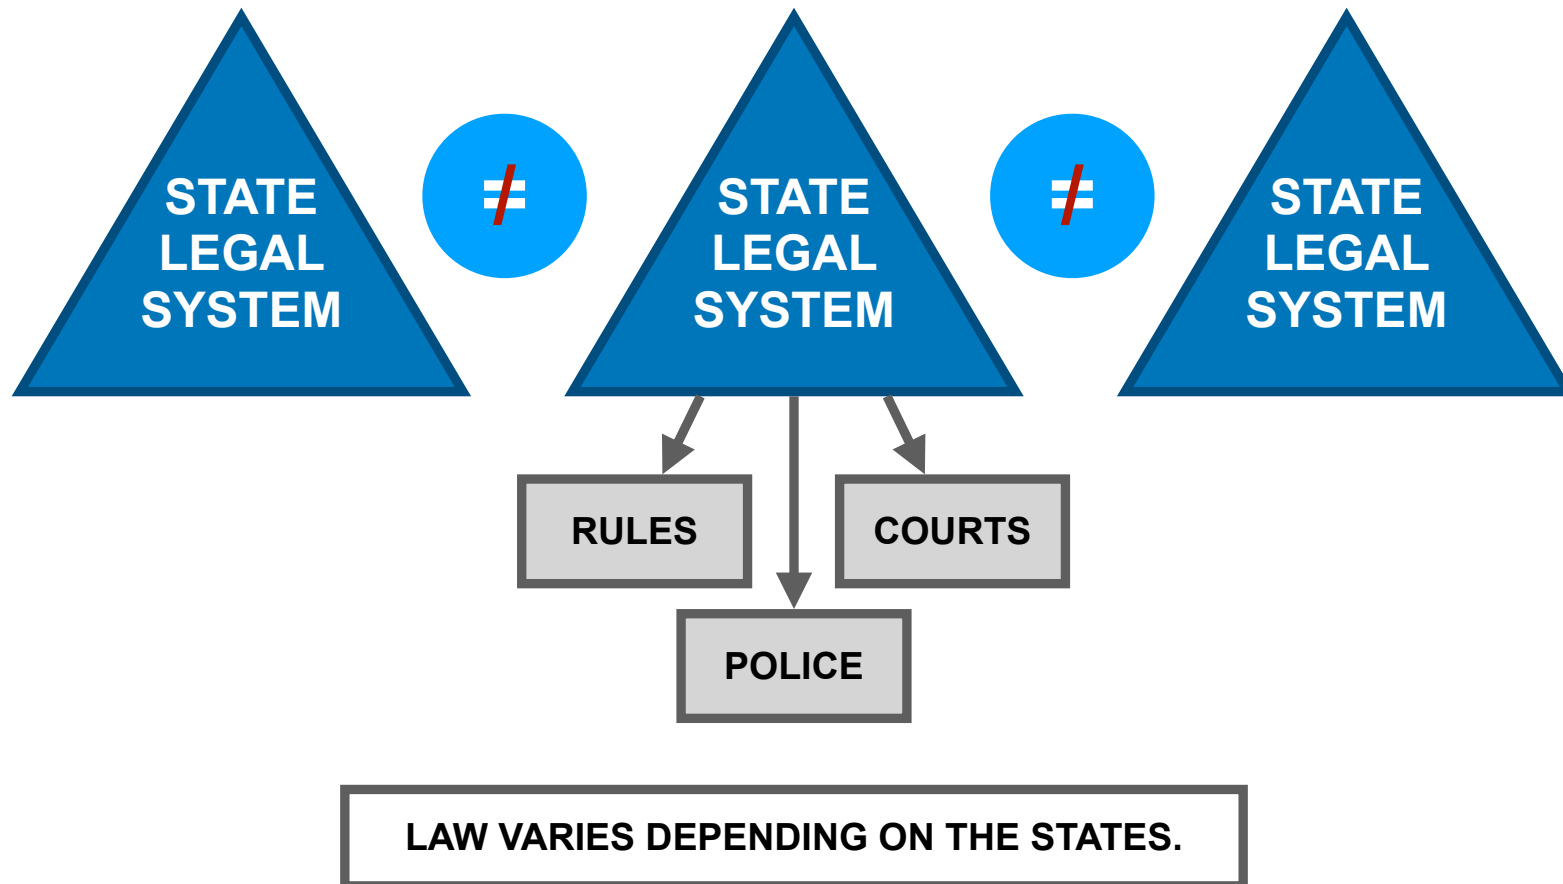 STATE
LEGAL
SYSTEM
≠
STATE
LEGAL
SYSTEM
≠
STATE
LEGAL
SYSTEM
RULES
COURTS
POLICE
LAW VARIES DEPENDING ON THE STATES.